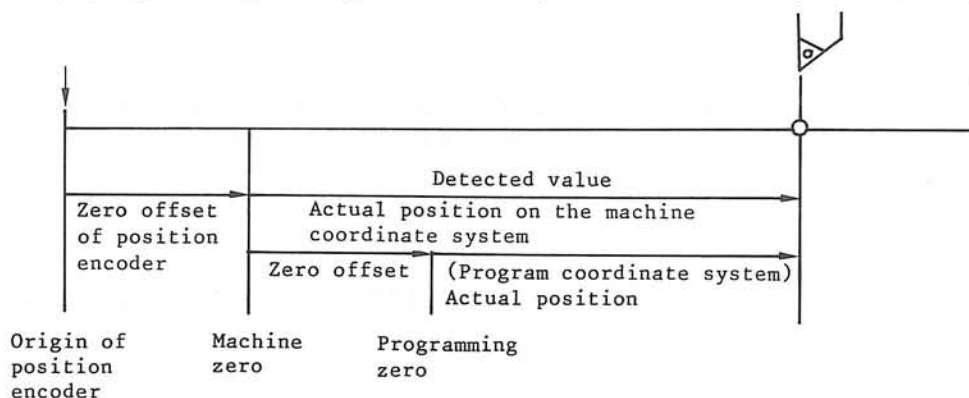 Detected value
Zero offset
of position
encoder
Actual position on the machine
coordinate system
Zero offset
(Program coordinate system)
Actual position
Origin of
position
encoder
Machine
zero
Programming
zero